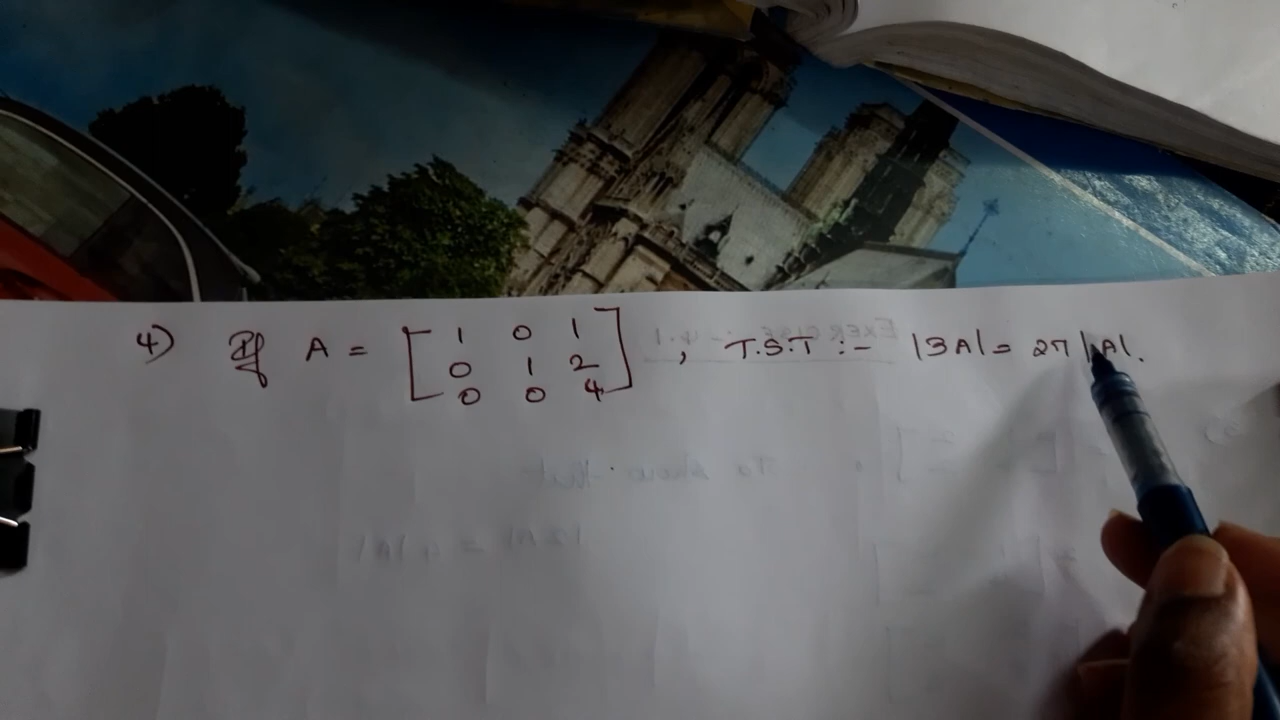 4) If A = [ 1 0 1 ] , T.S.T :- |3A| = 27 |A|.
0 1 2
0 0 4